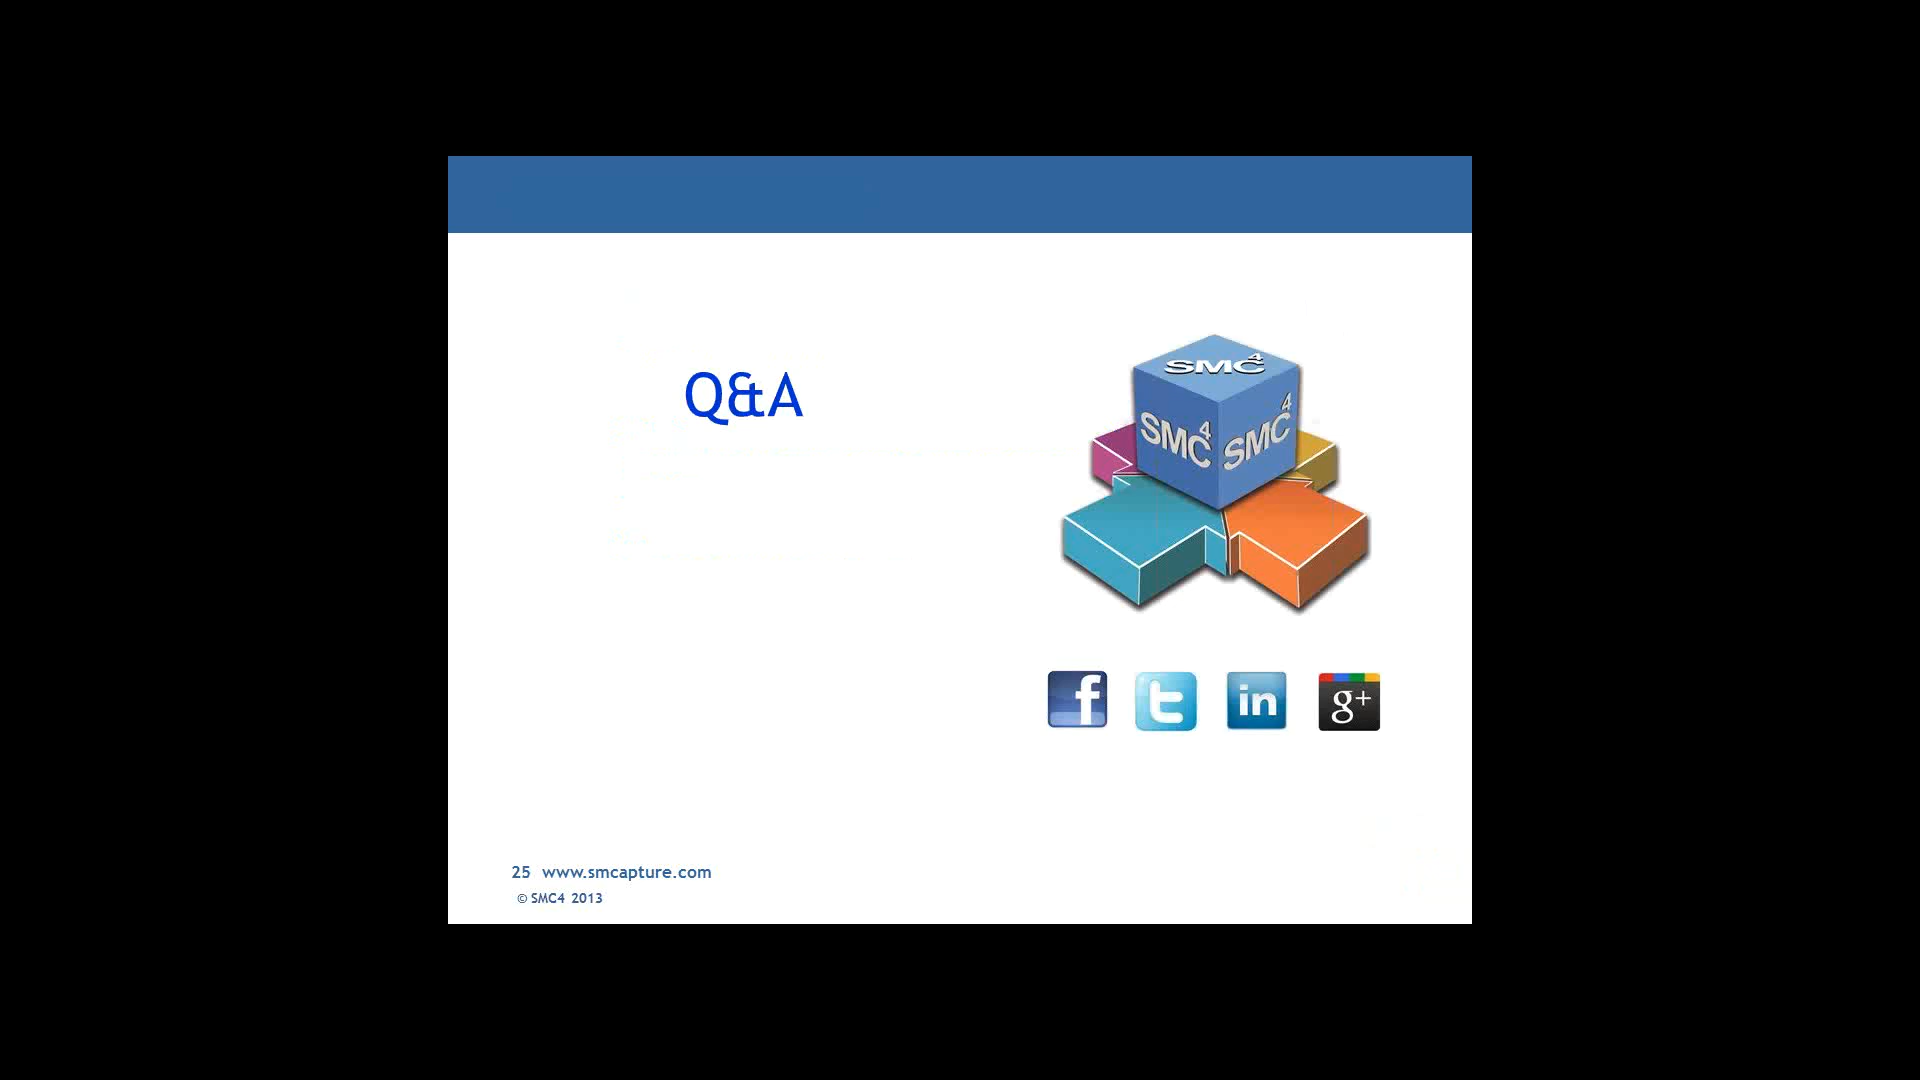 Q&A
SMC4
SMC4
SMC4
f
t
in
g+
25 www.smcapture.com
© SMC4 2013